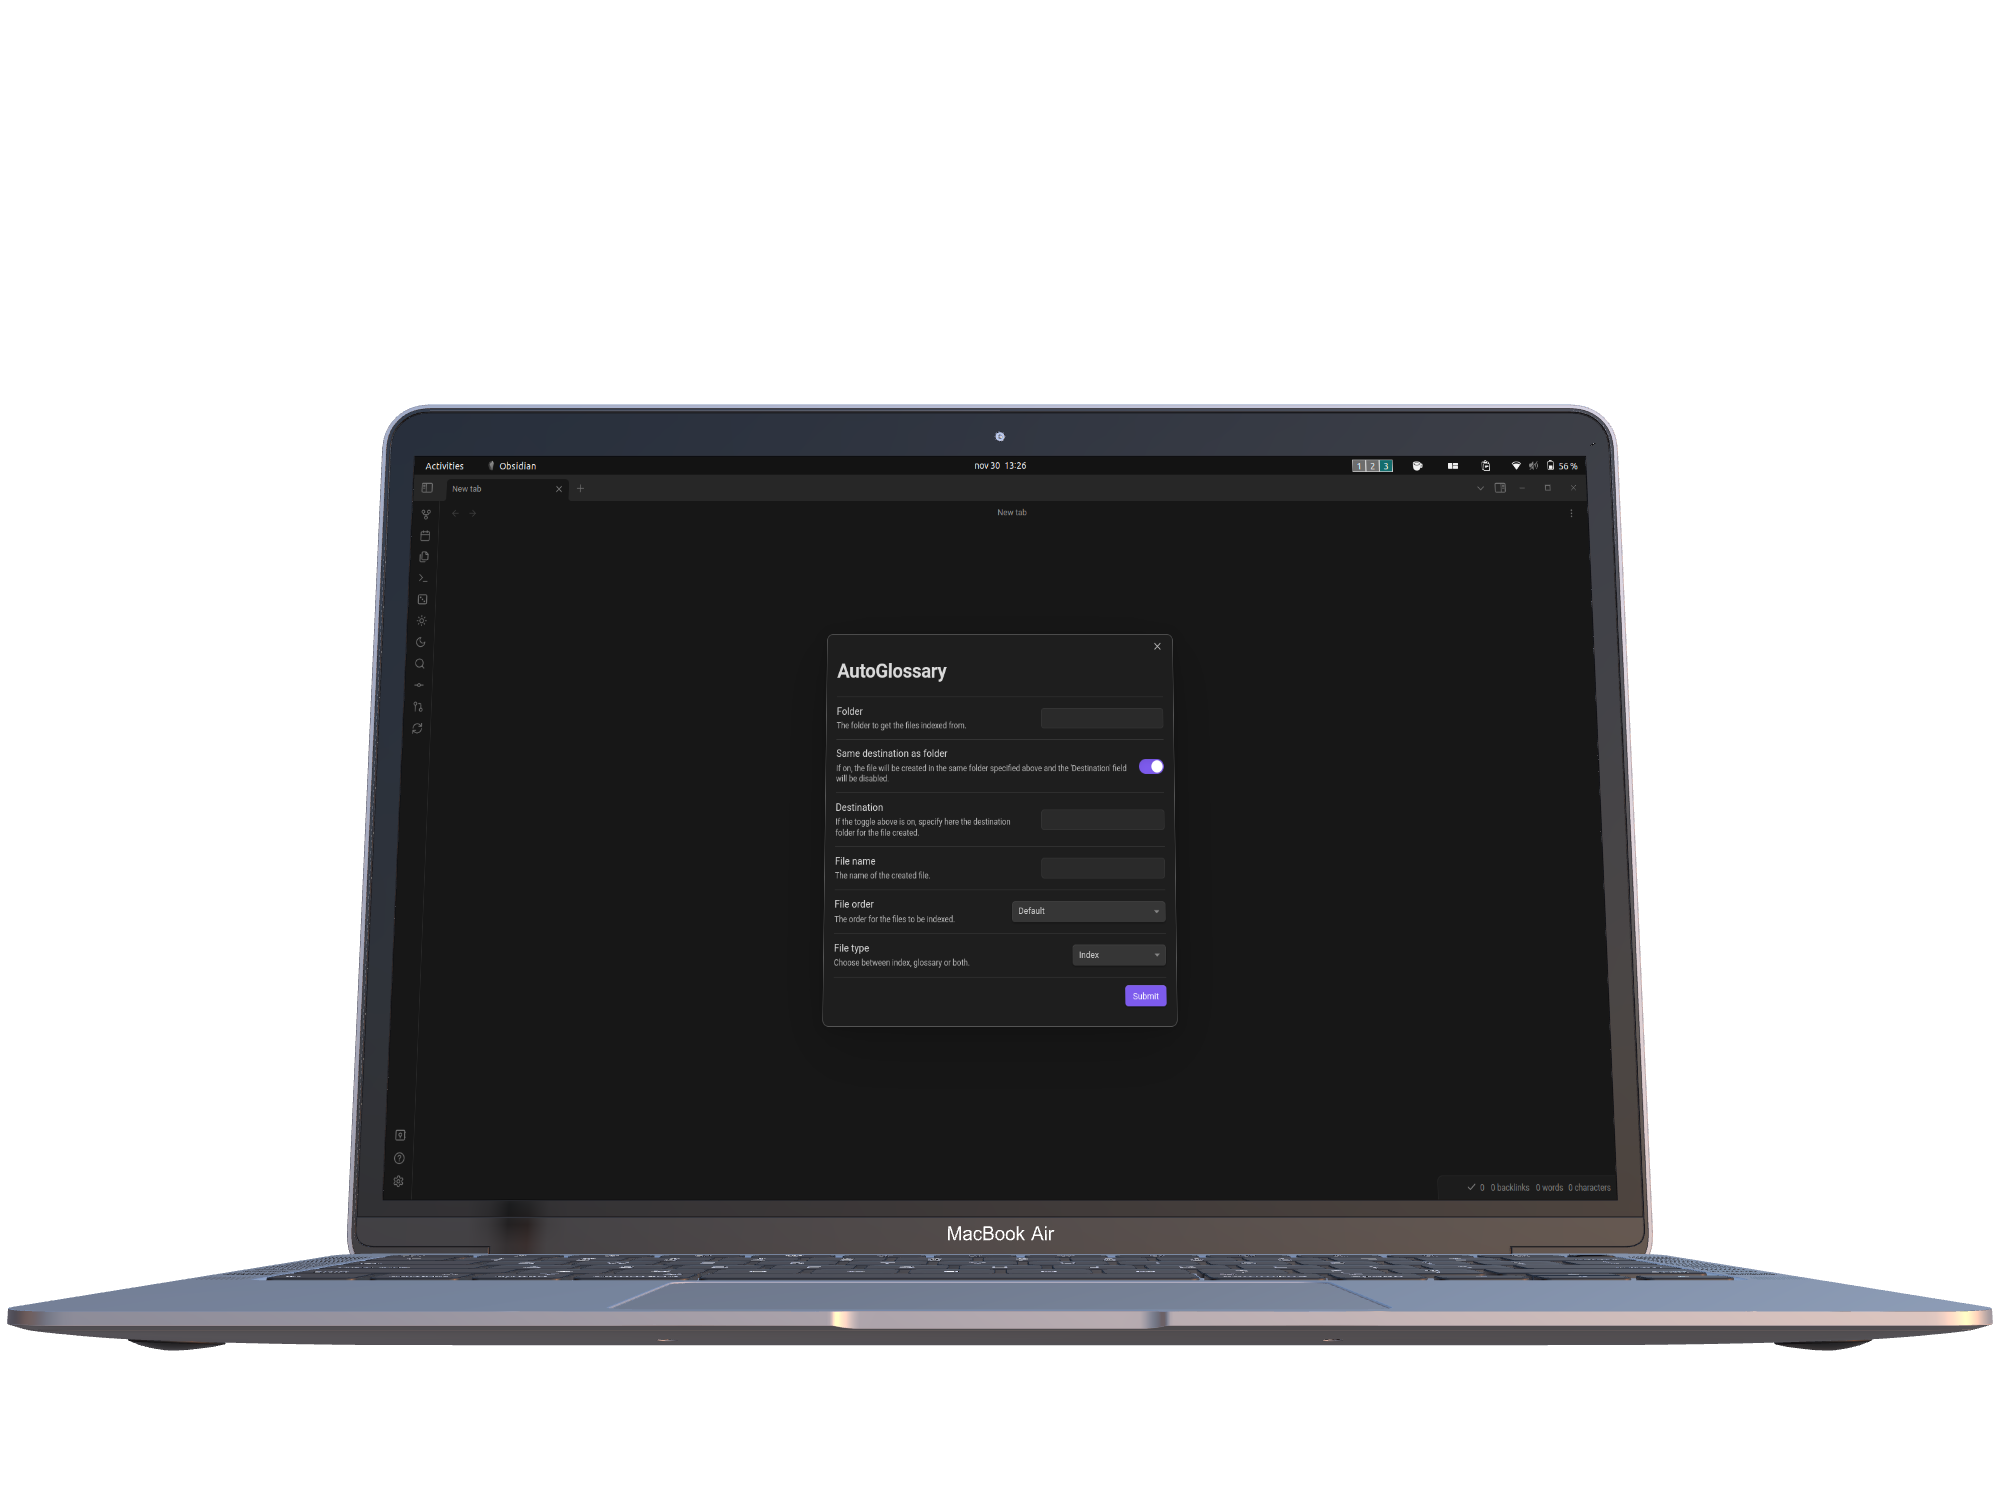 Activities Obsidian nov 30 13:26 1 2 3 56 %
New tab
New tab
AutoGlossary
Folder
The folder to get the files indexed from.
Same destination as folder
If on, the file will be created in the same folder specified above and the 'Destination' field
will be disabled.
Destination
If the toggle above is on, specify here the destination
folder for the file created.
File name
The name of the created file.
File order
The order for the files to be indexed.
Default
File type
Choose between index, glossary or both.
Index
Submit
0 0 backlinks 0 words 0 characters
MacBook Air